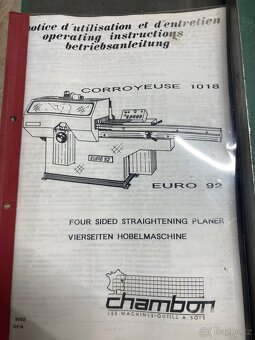 notice d'utilisation et d'entretien
operating instructions
betriebsanleitung
CORROYEUSE 1018
EURO 92
EURO 92
FOUR SIDED STRAIGHTENING PLANER
VIERSEITEN HOBELMASCHINE
chambon
LES MACHINES-OUTILS A BOIS